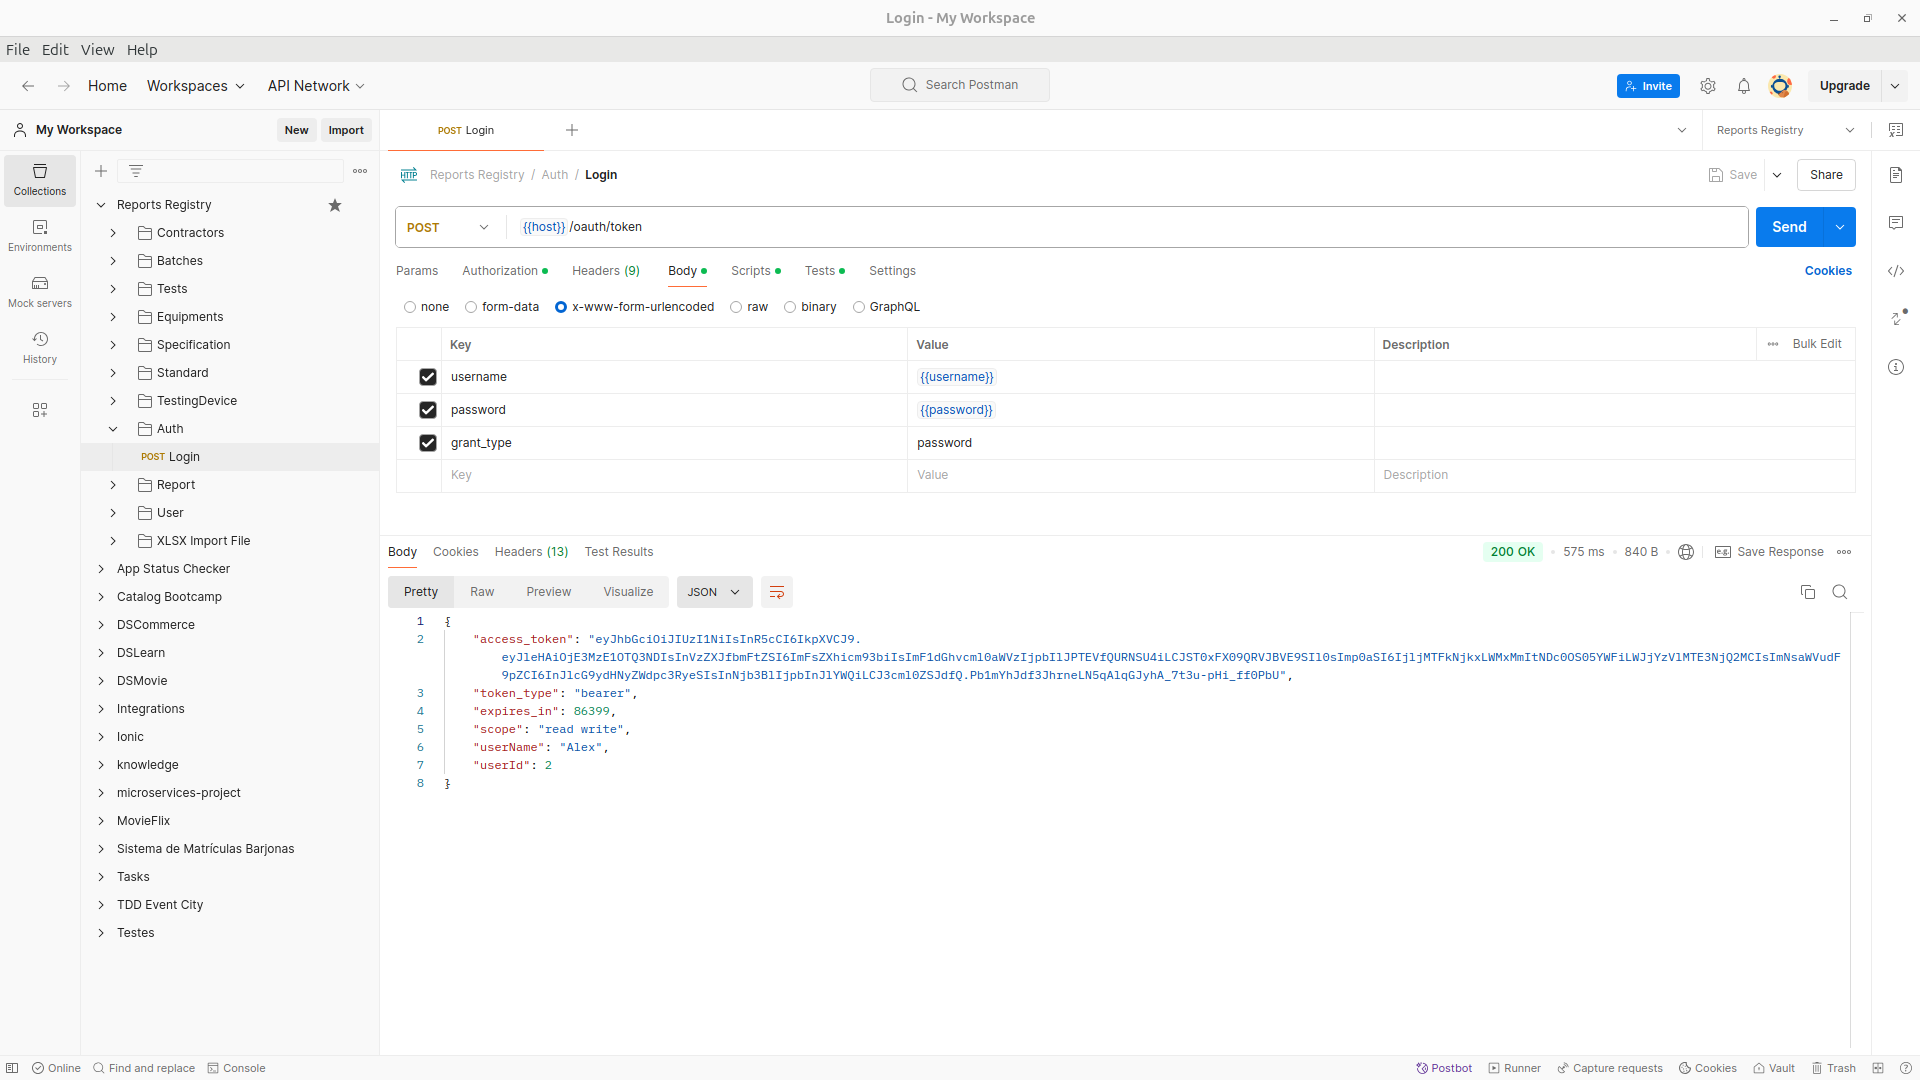 Login - My Workspace
File Edit View Help
Home Workspaces API Network Search Postman Invite Upgrade
My Workspace New Import POST Login Reports Registry
Collections
Environments
Mock servers
History
Reports Registry
Contractors
Batches
Tests
Equipments
Specification
Standard
TestingDevice
Auth
POST Login
Report
User
XLSX Import File
App Status Checker
Catalog Bootcamp
DSCommerce
DSLearn
DSMovie
Integrations
Ionic
knowledge
microservices-project
MovieFlix
Sistema de Matrículas Barjonas
Tasks
TDD Event City
Testes
HTTP Reports Registry / Auth / Login Save Share
POST {{host}} /oauth/token Send
Params Authorization Headers (9) Body Scripts Tests Settings Cookies
none form-data x-www-form-urlencoded raw binary GraphQL
Key Value Description Bulk Edit
username {{username}}
password {{password}}
grant_type password
Key Value Description
Body Cookies Headers (13) Test Results 200 OK 575 ms 840 B e.g. Save Response
Pretty Raw Preview Visualize JSON
1 {
2 "access_token": "eyJhbGciOiJIUzI1NiIsInR5cCI6IkpXVCJ9.
3 "token_type": "bearer",
4 "expires_in": 86399,
5 "scope": "read write",
6 "userName": "Alex",
7 "userId": 2
8 }
Online Find and replace Console Postbot Runner Capture requests Cookies Vault Trash